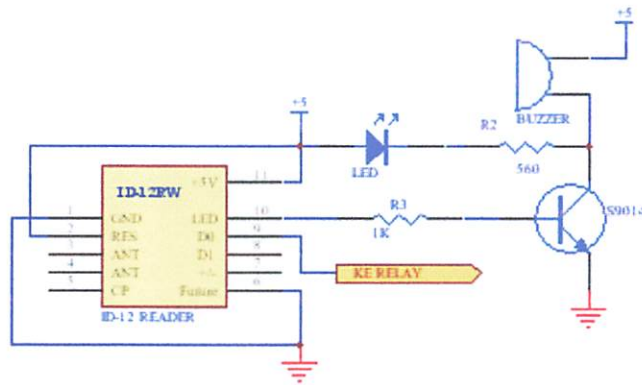 +5
BUZZER
+5
R2
LED
560
ID-12RW
+5V 11
1 GND LED 10
R3
1K
S9014
2 RES D0 9
3 ANT D1 8
4 ANT +/- 7
5 CP Future 6
KE RELAY
ID-12 READER